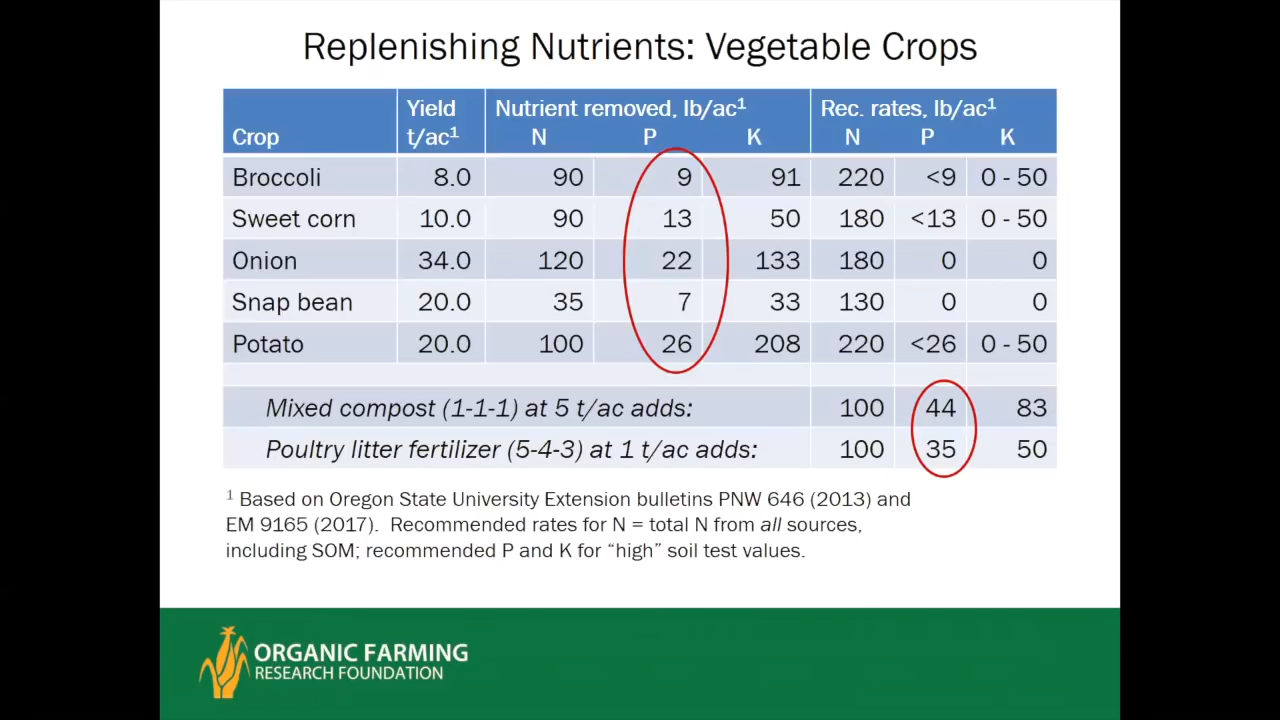 Replenishing Nutrients: Vegetable Crops
Crop Yield t/ac¹ Nutrient removed, lb/ac¹ N P K Rec. rates, lb/ac¹ N P K
Broccoli 8.0 90 9 91 220 <9 0 - 50
Sweet corn 10.0 90 13 50 180 <13 0 - 50
Onion 34.0 120 22 133 180 0 0
Snap bean 20.0 35 7 33 130 0 0
Potato 20.0 100 26 208 220 <26 0 - 50
Mixed compost (1-1-1) at 5 t/ac adds: 100 44 83
Poultry litter fertilizer (5-4-3) at 1 t/ac adds: 100 35 50
¹ Based on Oregon State University Extension bulletins PNW 646 (2013) and
EM 9165 (2017). Recommended rates for N = total N from all sources,
including SOM; recommended P and K for “high” soil test values.
ORGANIC FARMING
RESEARCH FOUNDATION